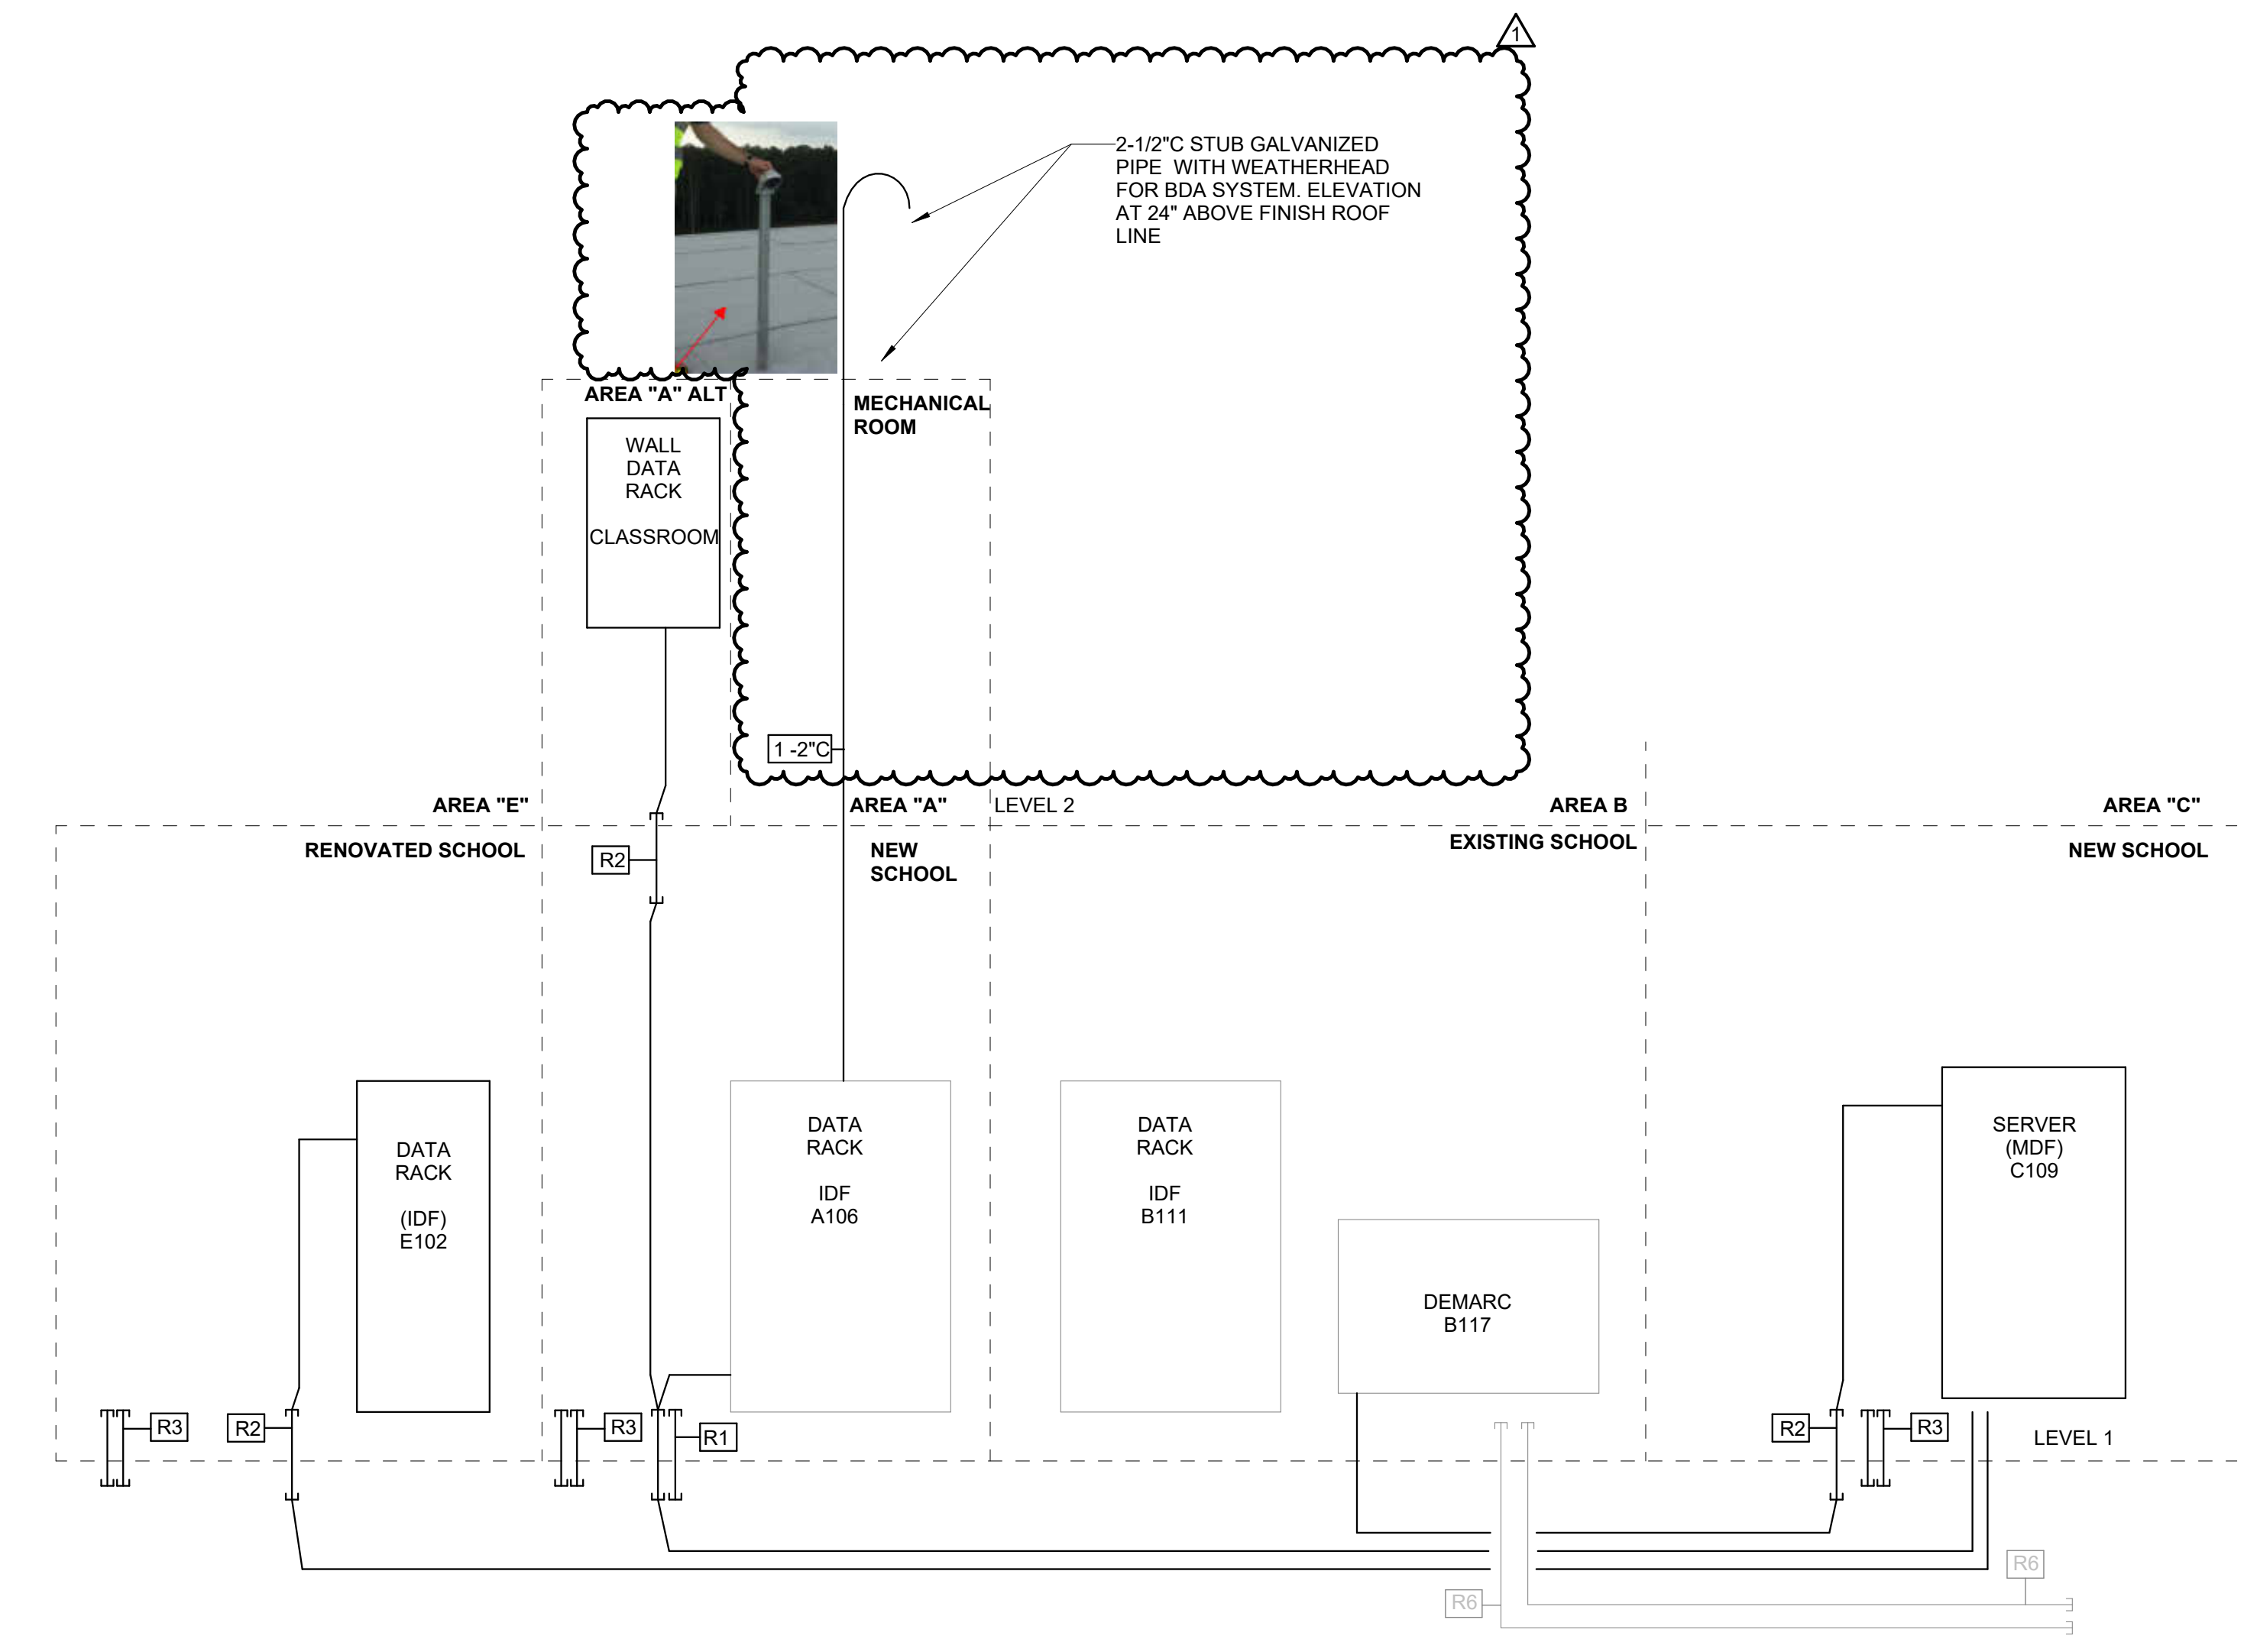 1
2-1/2"C STUB GALVANIZED
PIPE WITH WEATHERHEAD
FOR BDA SYSTEM. ELEVATION
AT 24" ABOVE FINISH ROOF
LINE
AREA "A" ALT
MECHANICAL
ROOM
WALL
DATA
RACK
CLASSROOM
1 -2"C
AREA "E"
AREA "A"
LEVEL 2
AREA B
AREA "C"
RENOVATED SCHOOL
R2
NEW
SCHOOL
EXISTING SCHOOL
NEW SCHOOL
DATA
RACK
(IDF)
E102
DATA
RACK
IDF
A106
DATA
RACK
IDF
B111
DEMARC
B117
SERVER
(MDF)
C109
R3
R2
R3
R1
R2
R3
LEVEL 1
R6
R6